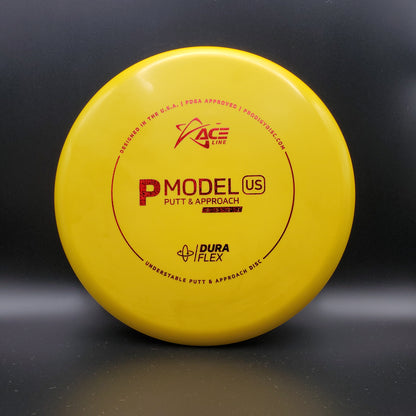 DESIGNED IN THE U.S.A. | PDGA APPROVED | PRODIGYDISC.COM
ACE
LINE
P MODEL US
PUTT & APPROACH
DURA
FLEX
UNDERSTABLE PUTT & APPROACH DISC